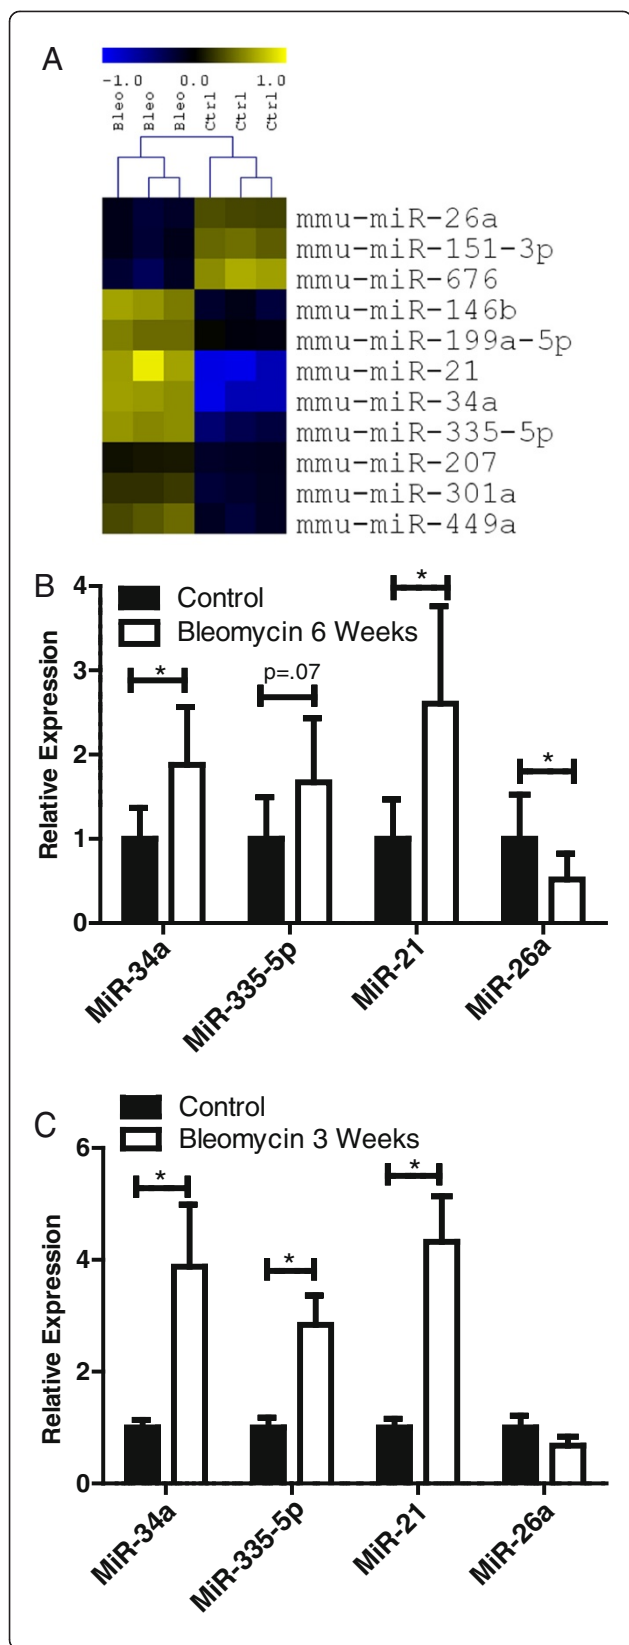 A
-1.0 0.0 1.0
Bleo Bleo Bleo Ctrl Ctrl Ctrl
mmu-miR-26a
mmu-miR-151-3p
mmu-miR-676
mmu-miR-146b
mmu-miR-199a-5p
mmu-miR-21
mmu-miR-34a
mmu-miR-335-5p
mmu-miR-207
mmu-miR-301a
mmu-miR-449a
B
Control
Bleomycin 6 Weeks
Relative Expression
4
3
2
1
0
*
p=.07
*
*
MiR-34a
MiR-335-5p
MiR-21
MiR-26a
C
Control
Bleomycin 3 Weeks
Relative Expression
6
4
2
0
*
*
*
MiR-34a
MiR-335-5p
MiR-21
MiR-26a